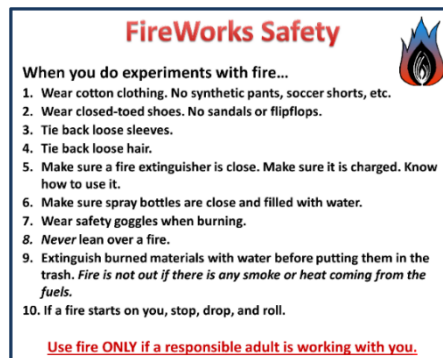 FireWorks Safety
When you do experiments with fire…
1. Wear cotton clothing. No synthetic pants, soccer shorts, etc.
2. Wear closed-toed shoes. No sandals or flipflops.
3. Tie back loose sleeves.
4. Tie back loose hair.
5. Make sure a fire extinguisher is close. Make sure it is charged. Know
how to use it.
6. Make sure spray bottles are close and filled with water.
7. Wear safety goggles when burning.
8. Never lean over a fire.
9. Extinguish burned materials with water before putting them in the
trash. Fire is not out if there is any smoke or heat coming from the
fuels.
10. If a fire starts on you, stop, drop, and roll.
Use fire ONLY if a responsible adult is working with you.